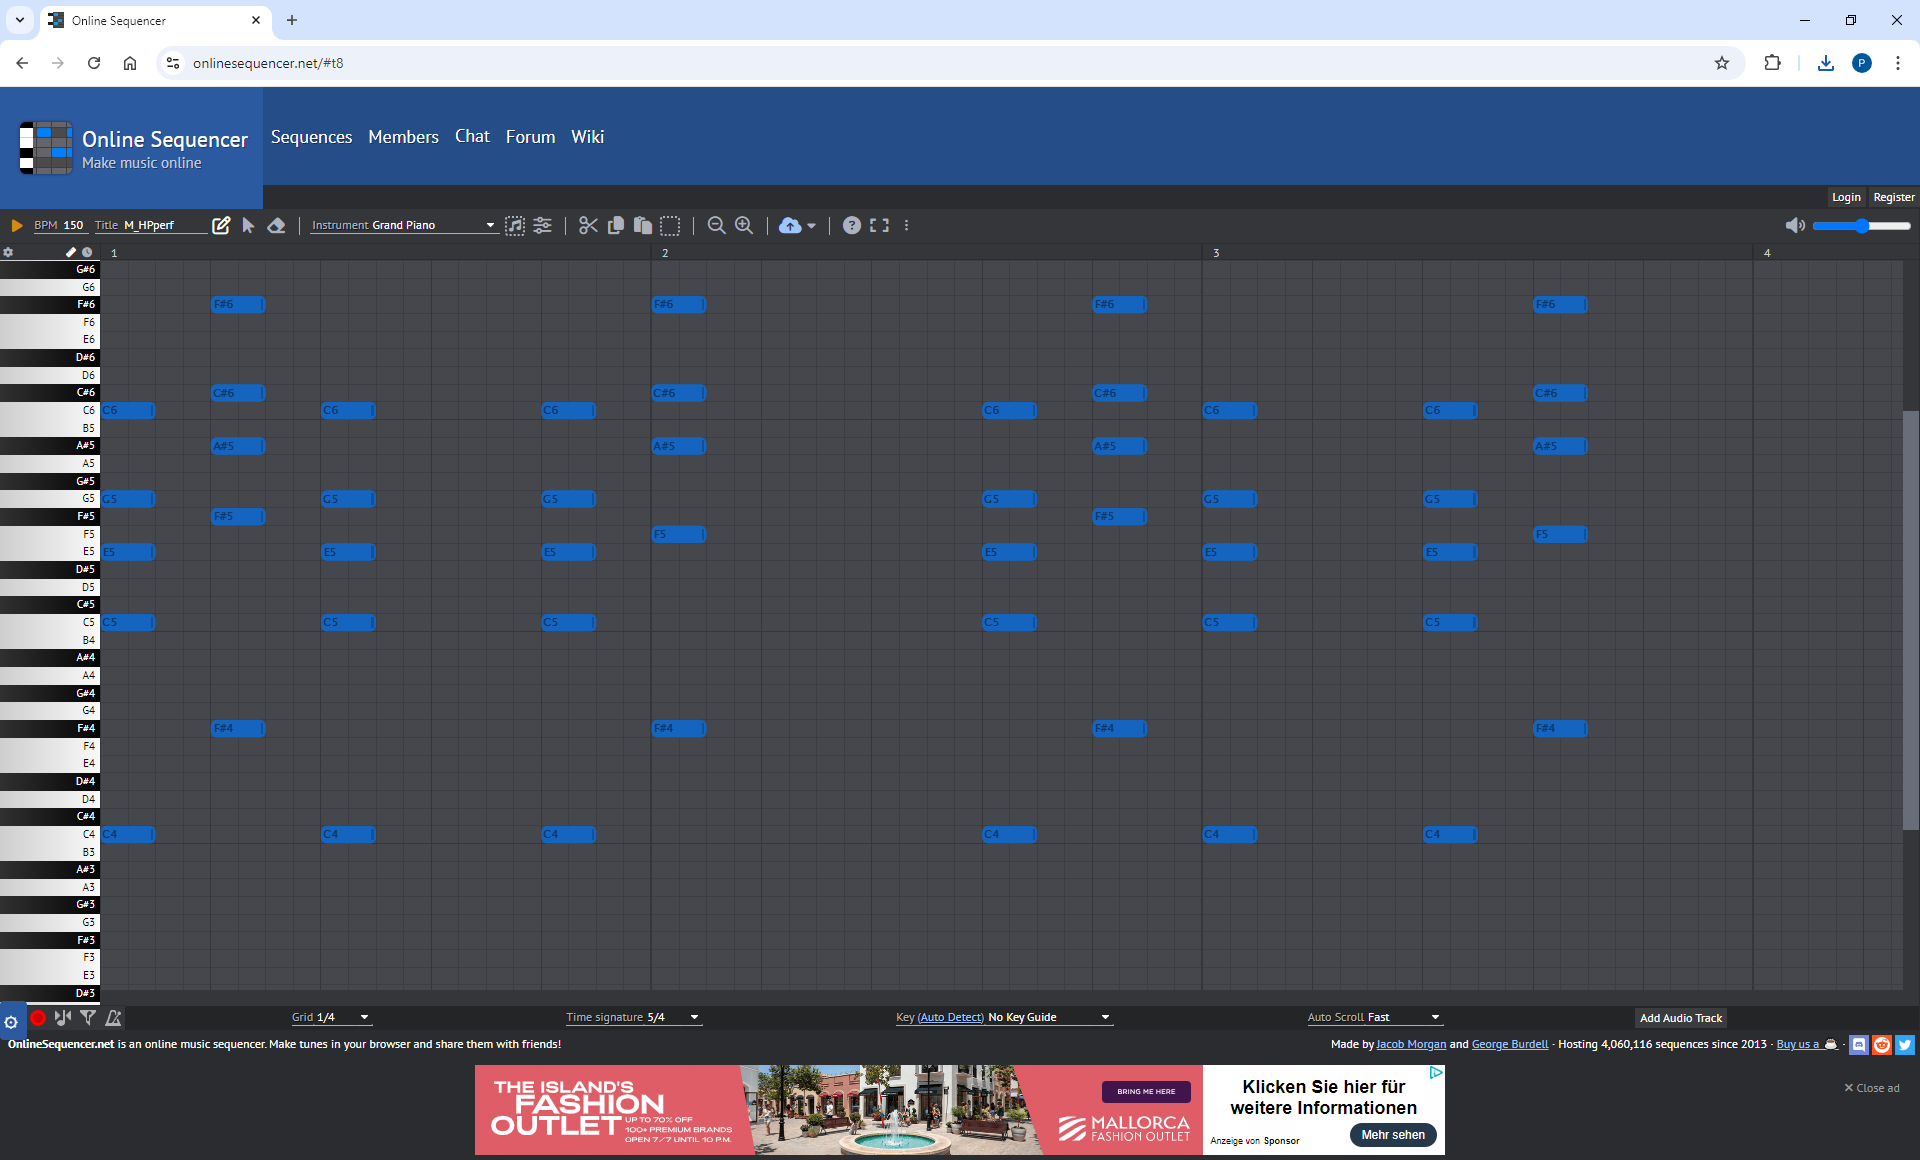 Online Sequencer
onlinesequencer.net/#t8
P
Online Sequencer
Make music online
Sequences Members Chat Forum Wiki
Login Register
BPM 150 Title M_HPperf Instrument Grand Piano
1 2 3 4
G#6
G6
F#6 F#6 F#6 F#6 F#6
F6
E6
D#6
D6
C#6 C#6 C#6 C#6 C#6
C6 C6 C6 C6 C6 C6 C6
B5
A#5 A#5 A#5 A#5 A#5
A5
G#5
G5 G5 G5 G5 G5 G5 G5
F#5 F#5 F#5
F5 F5 F5
E5 E5 E5 E5 E5 E5 E5
D#5
D5
C#5
C5 C5 C5 C5 C5 C5 C5
B4
A#4
A4
G#4
G4
F#4 F#4 F#4 F#4 F#4
F4
E4
D#4
D4
C#4
C4 C4 C4 C4 C4 C4 C4
B3
A#3
A3
G#3
G3
F#3
F3
E3
D#3
Grid 1/4 Time signature 5/4 Key (Auto Detect) No Key Guide Auto Scroll Fast Add Audio Track
OnlineSequencer.net is an online music sequencer. Make tunes in your browser and share them with friends! Made by Jacob Morgan and George Burdell · Hosting 4,060,116 sequences since 2013 · Buy us a ·
THE ISLAND'S
FASHION
OUTLET
UP TO 70% OFF
100+ PREMIUM BRANDS
OPEN 7/7 UNTIL 10 P.M.
BRING ME HERE
MALLORCA
FASHION OUTLET
Klicken Sie hier für
weitere Informationen
Anzeige von Sponsor
Mehr sehen
Close ad